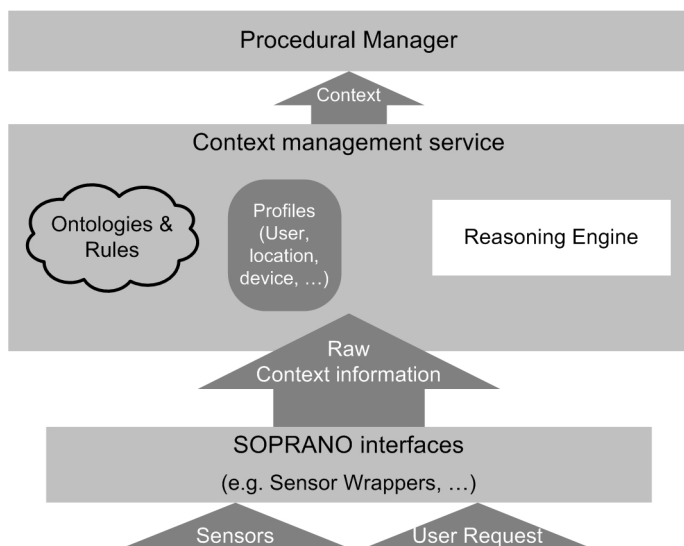 Procedural Manager
Context
Context management service
Ontologies &
Rules
Profiles
(User,
location,
device, …)
Reasoning Engine
Raw
Context information
SOPRANO interfaces
(e.g. Sensor Wrappers, …)
Sensors
User Request